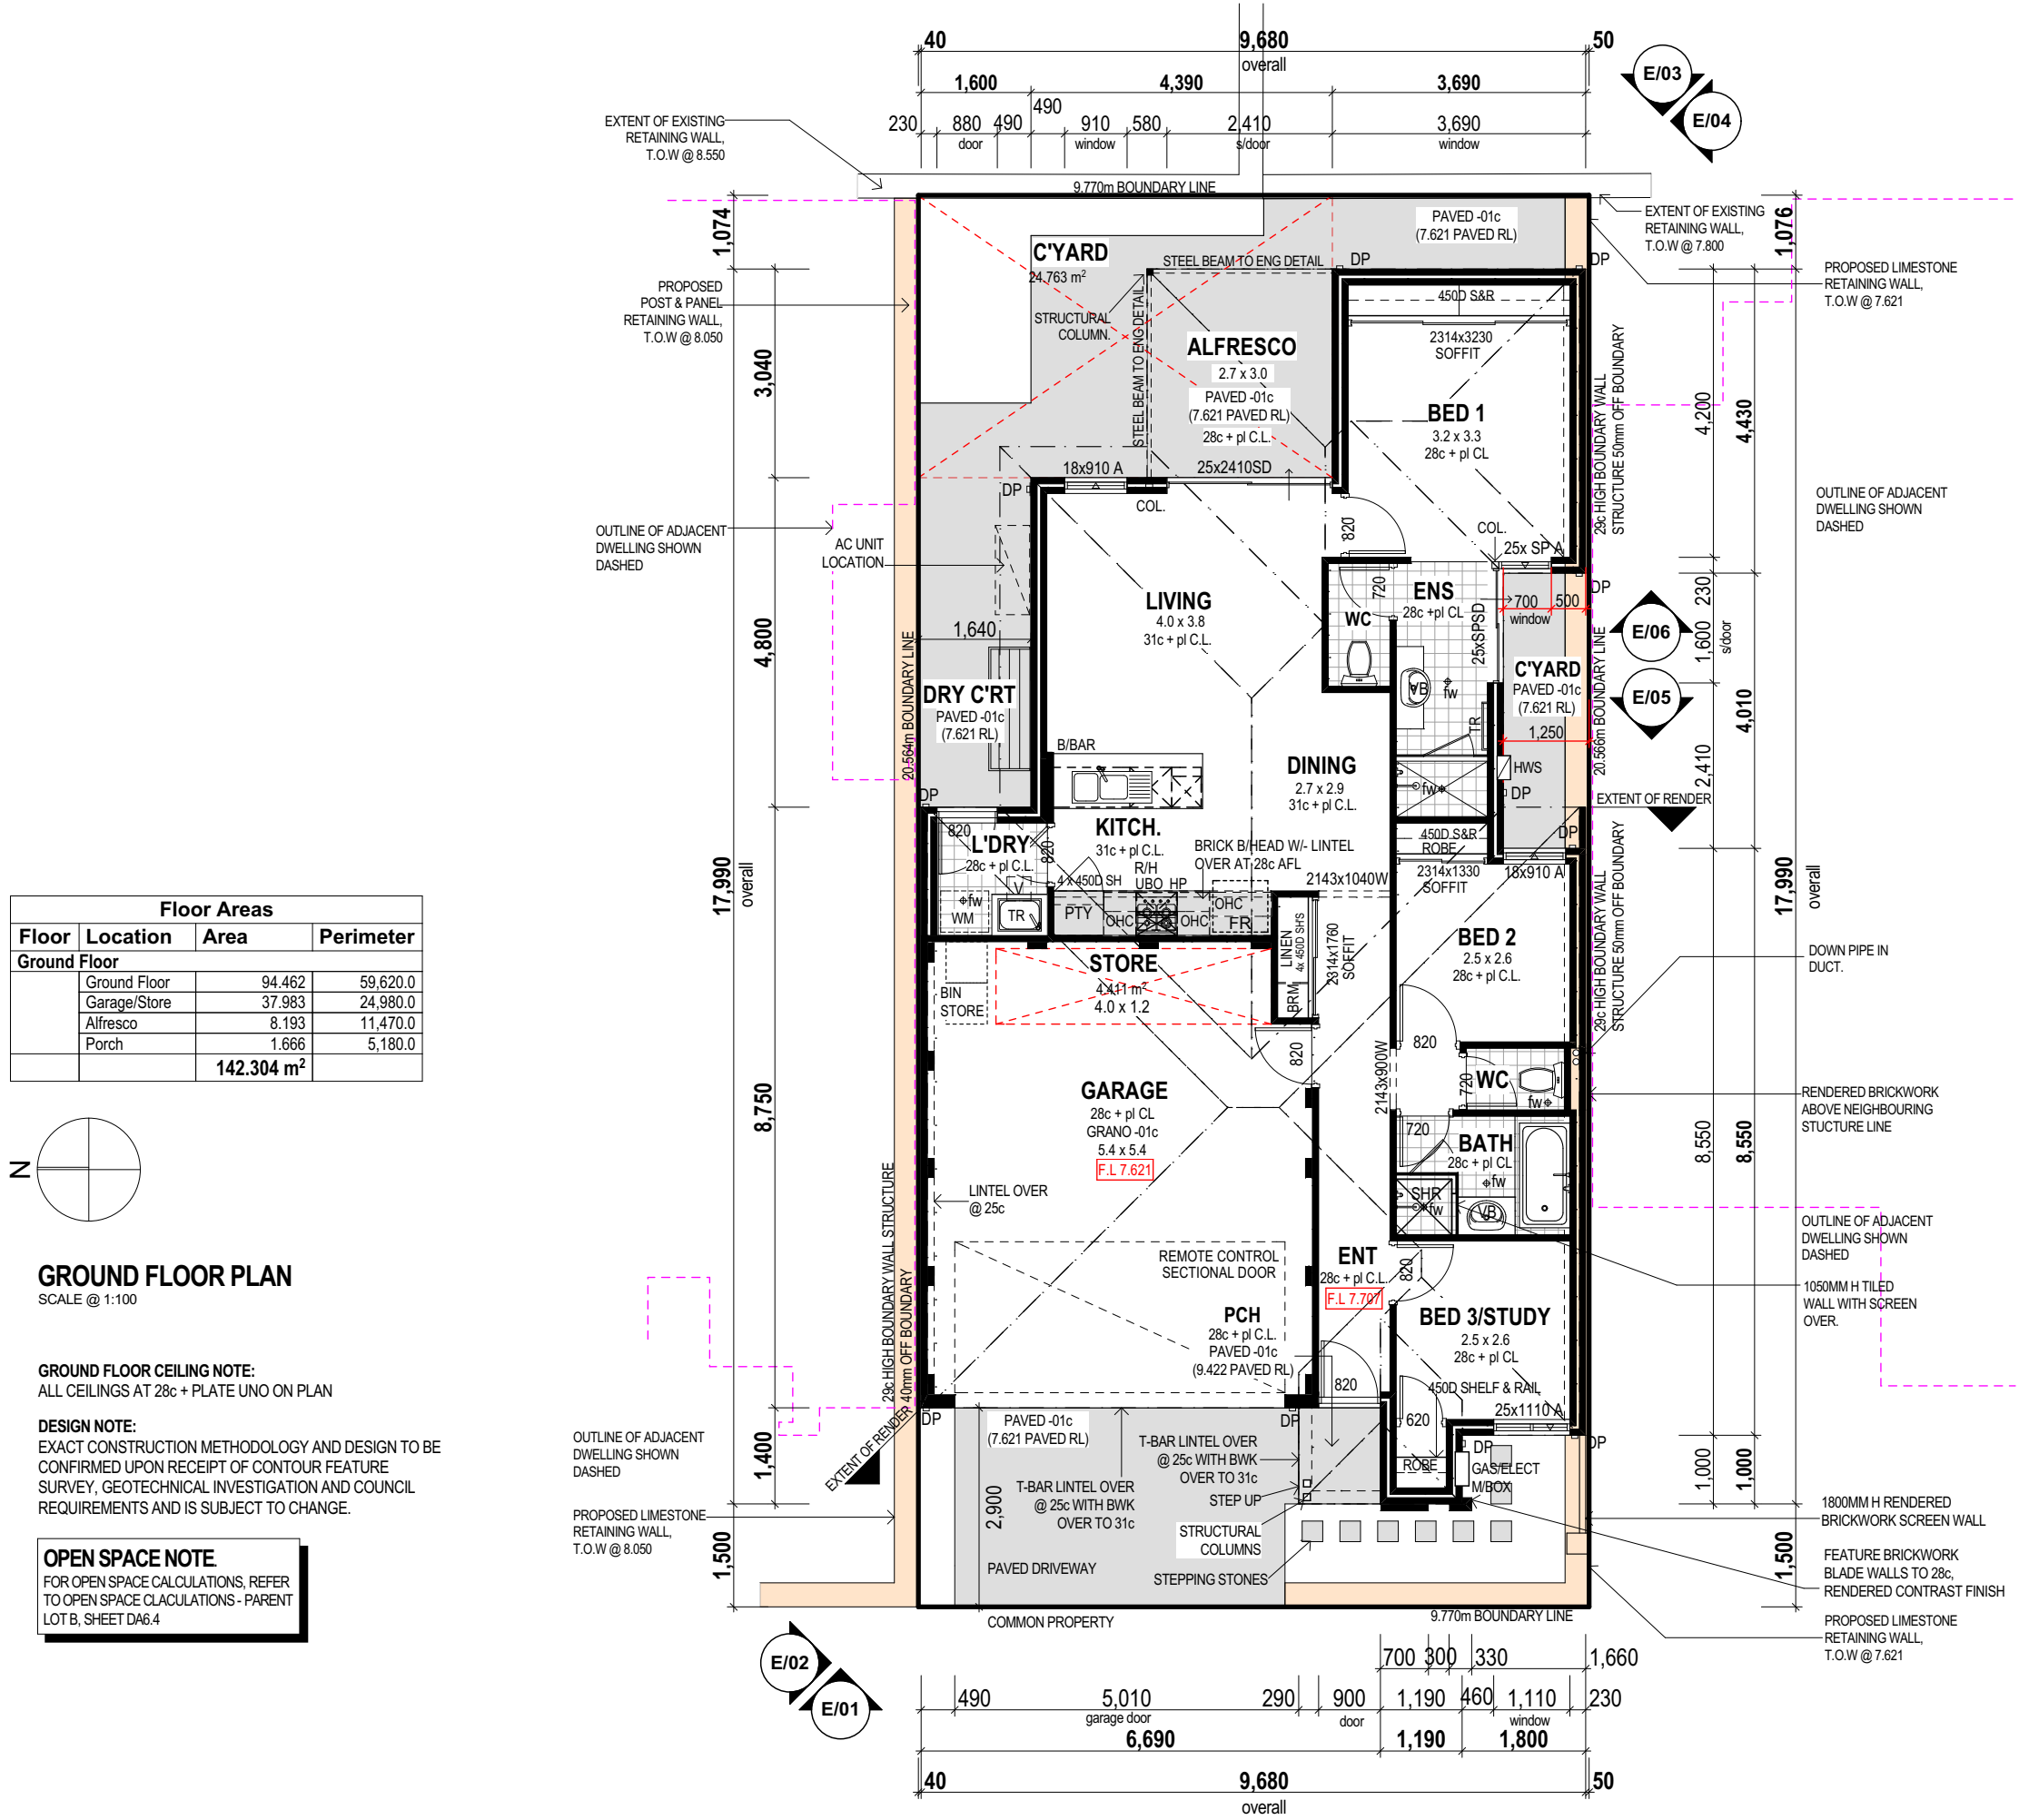 40
9,680
50
overall
1,600
4,390
3,690
490
230
880
490
910
580
2,410
3,690
door
window
s/door
window
E/03
E/04
EXTENT OF EXISTING
RETAINING WALL,
T.O.W @ 8.550
9.770m BOUNDARY LINE
EXTENT OF EXISTING
RETAINING WALL,
T.O.W @ 7.800
1,074
1,076
PAVED -01c
(7.621 PAVED RL)
C'YARD
24.763 m²
STEEL BEAM TO ENG DETAIL
DP
DP
PROPOSED LIMESTONE
RETAINING WALL,
T.O.W @ 7.621
PROPOSED
POST & PANEL
RETAINING WALL,
T.O.W @ 8.050
STRUCTURAL
COLUMN.
STEEL BEAM TO ENG DETAIL
450D S&R
2314x3230
SOFFIT
ALFRESCO
2.7 x 3.0
PAVED -01c
(7.621 PAVED RL)
28c + pl C.L.
3,040
BED 1
3.2 x 3.3
28c + pl CL
29c HIGH BOUNDARY WALL
STRUCTURE 50mm OFF BOUNDARY
4,200
4,430
18x910 A
25x2410SD
DP
COL.
820
COL.
25x SP A
OUTLINE OF ADJACENT
DWELLING SHOWN
DASHED
OUTLINE OF ADJACENT
DWELLING SHOWN
DASHED
AC UNIT
LOCATION
LIVING
4.0 x 3.8
31c + pl C.L.
720
WC
ENS
28c +pl CL
700
500
window
DP
230
1,600
s/door
E/06
E/05
1,640
4,800
25xSPSD
C'YARD
PAVED -01c
(7.621 RL)
VB
fw
TR
1,250
DRY C'RT
PAVED -01c
(7.621 RL)
20.564m BOUNDARY LINE
20.566m BOUNDARY LINE
4,010
2,410
B/BAR
DINING
2.7 x 2.9
31c + pl C.L.
HWS
DP
fw
EXTENT OF RENDER
DP
820
L'DRY
28c + pl C.L.
820
KITCH.
31c + pl C.L.
R/H
UBO HP
4 x 450D SH
BRICK B/HEAD W/- LINTEL
OVER AT 28c AFL
450D S&R
ROBE
2314x1330
SOFFIT
18x910 A
DP
2143x1040W
V
fw
WM
TR
PTY
OHC
OHC
OHC
FR
17,990
overall
17,990
overall
Floor Areas
Floor Location Area Perimeter
Ground Floor
Ground Floor 94.462 59,620.0
Garage/Store 37.983 24,980.0
Alfresco 8.193 11,470.0
Porch 1.666 5,180.0
142.304 m²
STORE
4.411 m²
4.0 x 1.2
BIN
STORE
LINEN
4x 450D SH'S
BRM
2314x1760
SOFFIT
BED 2
2.5 x 2.6
28c + pl C.L.
29c HIGH BOUNDARY WALL
STRUCTURE 50mm OFF BOUNDARY
DOWN PIPE IN
DUCT.
820
820
2143x900W
720
WC
fw
8,750
GARAGE
28c + pl CL
GRANO -01c
5.4 x 5.4
F.L 7.621
RENDERED BRICKWORK
ABOVE NEIGHBOURING
STUCTURE LINE
720
BATH
28c + pl CL
fw
SHR
fw
VB
8,550
8,550
N
LINTEL OVER
@ 25c
29c HIGH BOUNDARY WALL STRUCTURE
40mm OFF BOUNDARY
OUTLINE OF ADJACENT
DWELLING SHOWN
DASHED
REMOTE CONTROL
SECTIONAL DOOR
ENT
28c + pl C.L.
F.L 7.707
820
1050MM H TILED
WALL WITH SCREEN
OVER.
GROUND FLOOR PLAN
SCALE @ 1:100
PCH
28c + pl C.L.
PAVED -01c
(9.422 PAVED RL)
BED 3/STUDY
2.5 x 2.6
28c + pl CL
820
450D SHELF & RAIL
25x1110 A
620
GROUND FLOOR CEILING NOTE:
ALL CEILINGS AT 28c + PLATE UNO ON PLAN
DESIGN NOTE:
EXACT CONSTRUCTION METHODOLOGY AND DESIGN TO BE
CONFIRMED UPON RECEIPT OF CONTOUR FEATURE
SURVEY, GEOTECHNICAL INVESTIGATION AND COUNCIL
REQUIREMENTS AND IS SUBJECT TO CHANGE.
OPEN SPACE NOTE.
FOR OPEN SPACE CALCULATIONS, REFER
TO OPEN SPACE CLACULATIONS - PARENT
LOT B, SHEET DA6.4
OUTLINE OF ADJACENT
DWELLING SHOWN
DASHED
EXTENT OF RENDER
DP
PAVED -01c
(7.621 PAVED RL)
DP
T-BAR LINTEL OVER
@ 25c WITH BWK
OVER TO 31c
T-BAR LINTEL OVER
@ 25c WITH BWK
OVER TO 31c
STEP UP
ROBE
DP
GAS/ELECT
M/BOX
DP
1,400
1,000
1,000
2,900
PROPOSED LIMESTONE
RETAINING WALL,
T.O.W @ 8.050
STRUCTURAL
COLUMNS
1800MM H RENDERED
BRICKWORK SCREEN WALL
PAVED DRIVEWAY
STEPPING STONES
1,500
1,500
FEATURE BRICKWORK
BLADE WALLS TO 28c,
RENDERED CONTRAST FINISH
COMMON PROPERTY
9.770m BOUNDARY LINE
PROPOSED LIMESTONE
RETAINING WALL,
T.O.W @ 7.621
E/02
E/01
700
300
330
1,660
490
5,010
290
900
1,190
460
1,110
230
garage door
door
window
6,690
1,190
1,800
40
9,680
50
overall